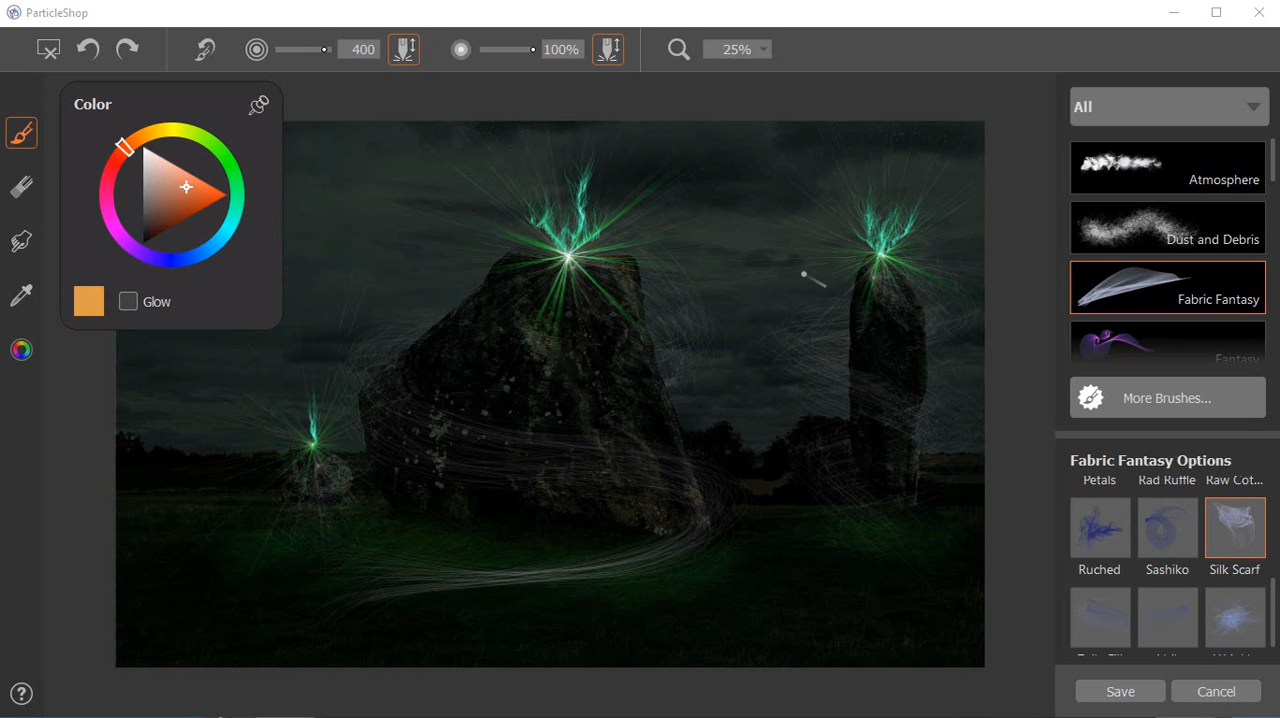 ParticleShop
400
100%
25%
Color
Glow
All
Atmosphere
Dust and Debris
Fabric Fantasy
Fantasy
More Brushes...
Fabric Fantasy Options
Petals Rad Ruffle Raw Cot...
Ruched Sashiko Silk Scarf
Save Cancel